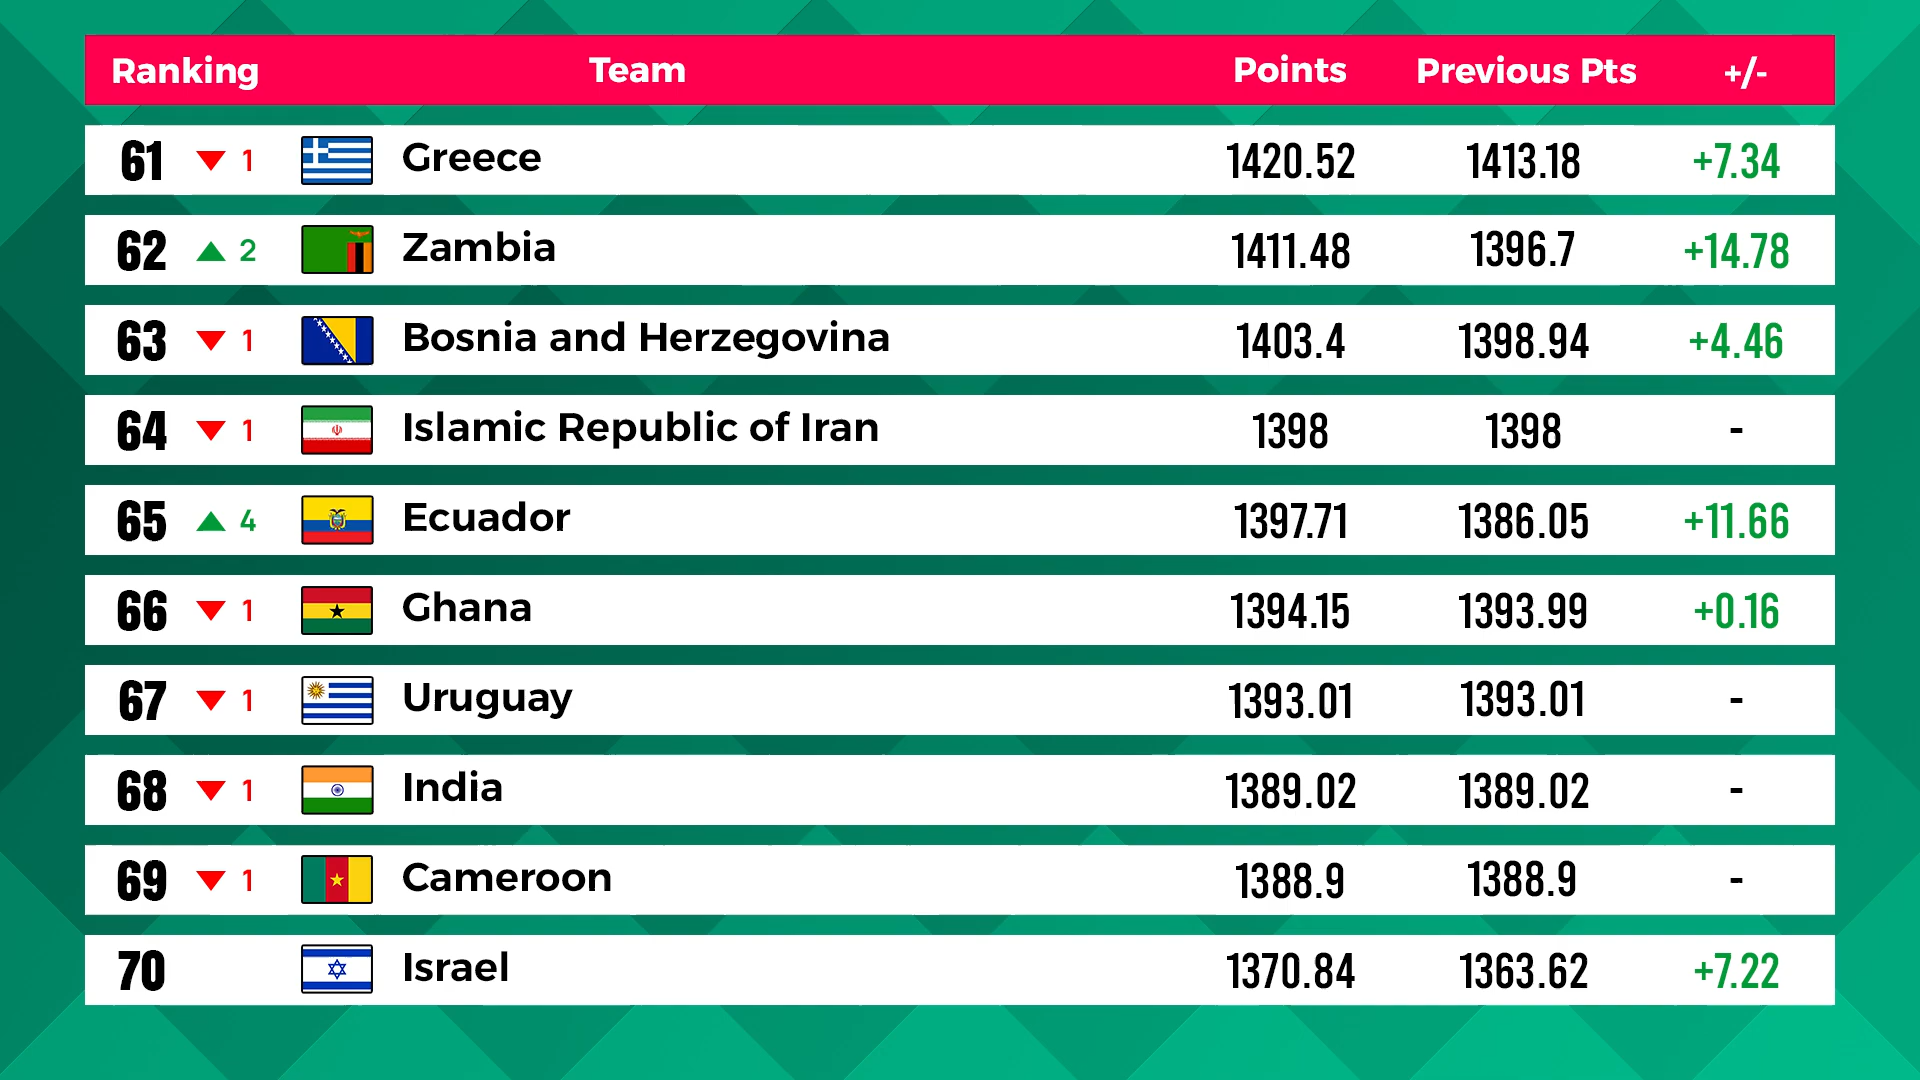 Ranking Team Points Previous Pts +/-
61 1 Greece 1420.52 1413.18 +7.34
62 2 Zambia 1411.48 1396.7 +14.78
63 1 Bosnia and Herzegovina 1403.4 1398.94 +4.46
64 1 Islamic Republic of Iran 1398 1398 -
65 4 Ecuador 1397.71 1386.05 +11.66
66 1 Ghana 1394.15 1393.99 +0.16
67 1 Uruguay 1393.01 1393.01 -
68 1 India 1389.02 1389.02 -
69 1 Cameroon 1388.9 1388.9 -
70 Israel 1370.84 1363.62 +7.22